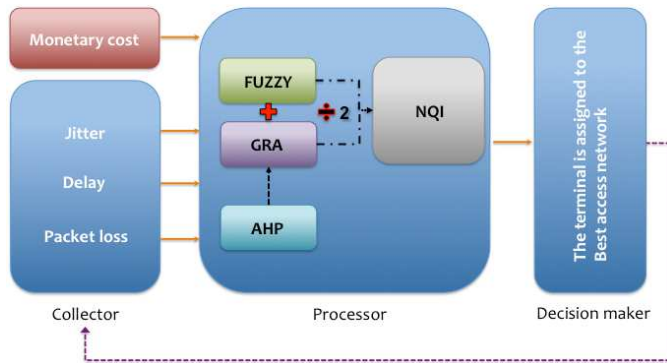 Monetary cost
Jitter
Delay
Packet loss
Collector
FUZZY
÷ 2
GRA
NQI
AHP
Processor
The terminal is assigned to the
Best access network
Decision maker